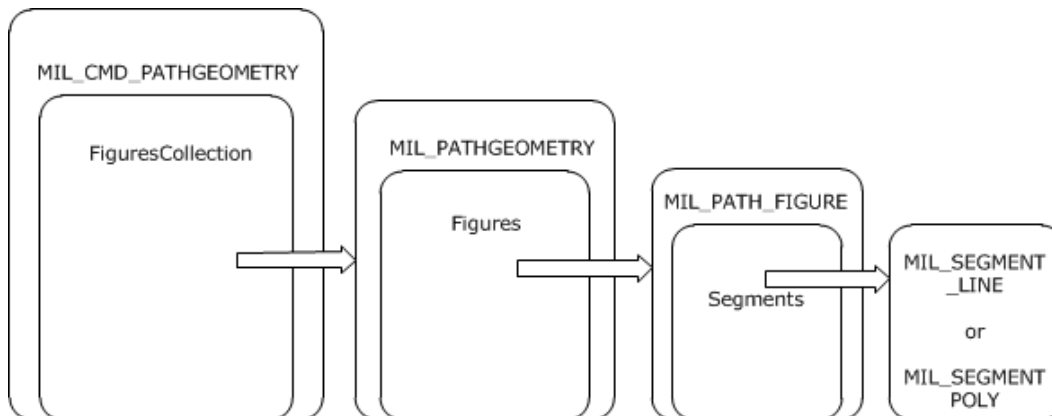 MIL_CMD_PATHGEOMETRY
FiguresCollection
MIL_PATHGEOMETRY
Figures
MIL_PATH_FIGURE
Segments
MIL_SEGMENT
_LINE
or
MIL_SEGMENT
POLY